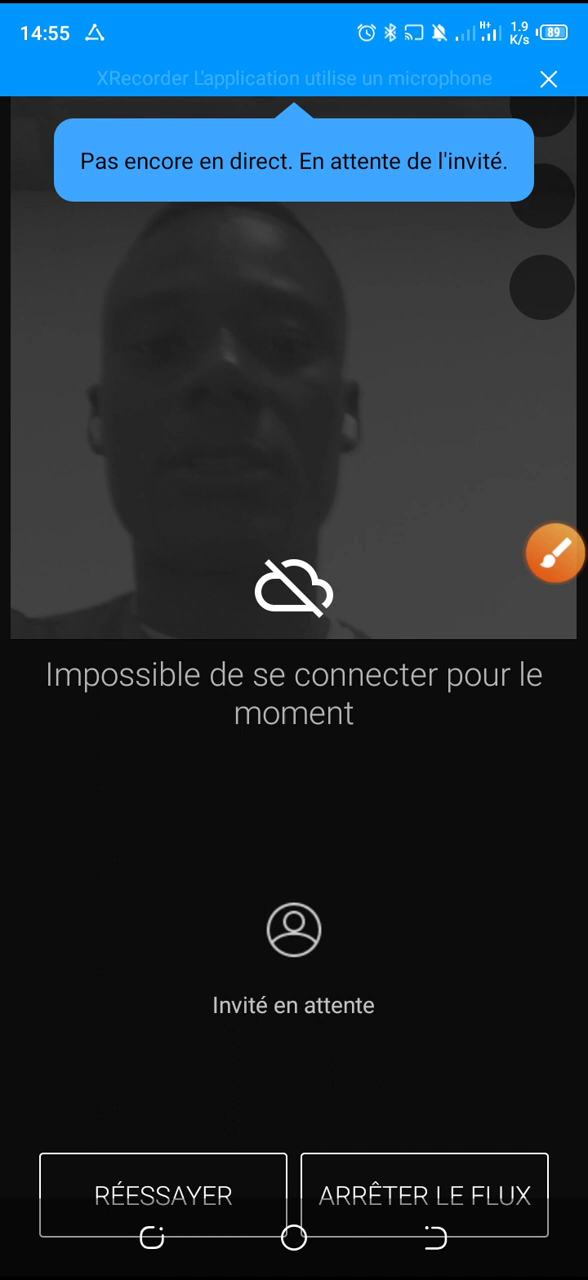 14:55 H+ 1.9 K/s 89
XRecorder L'application utilise un microphone
Pas encore en direct. En attente de l'invité.
Impossible de se connecter pour le
moment
Invité en attente
RÉESSAYER ARRÊTER LE FLUX